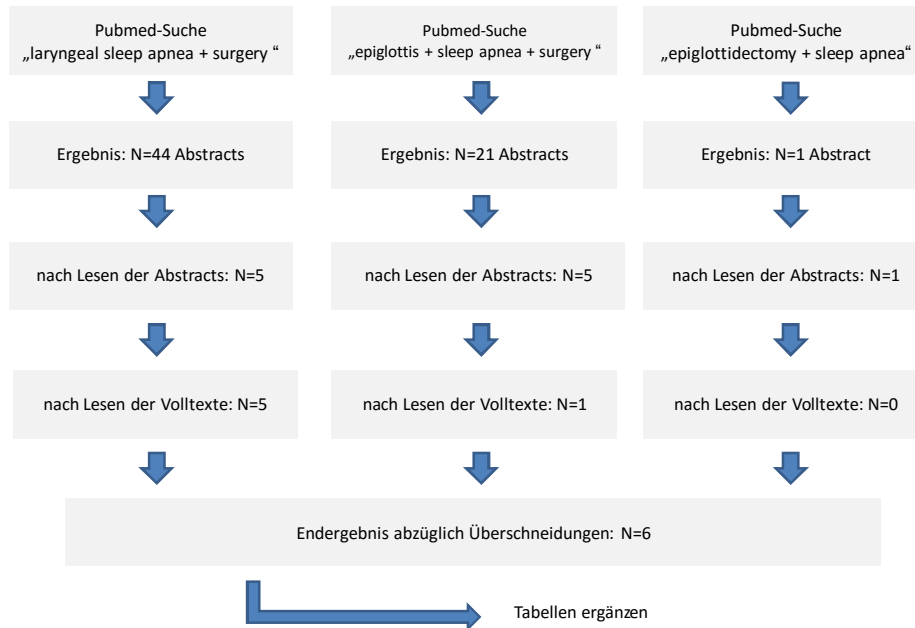 Pubmed-Suche
„laryngeal sleep apnea + surgery “
Pubmed-Suche
„epiglottis + sleep apnea + surgery “
Pubmed-Suche
„epiglottidectomy + sleep apnea“
Ergebnis: N=44 Abstracts
Ergebnis: N=21 Abstracts
Ergebnis: N=1 Abstract
nach Lesen der Abstracts: N=5
nach Lesen der Abstracts: N=5
nach Lesen der Abstracts: N=1
nach Lesen der Volltexte: N=5
nach Lesen der Volltexte: N=1
nach Lesen der Volltexte: N=0
Endergebnis abzüglich Überschneidungen: N=6
Tabellen ergänzen